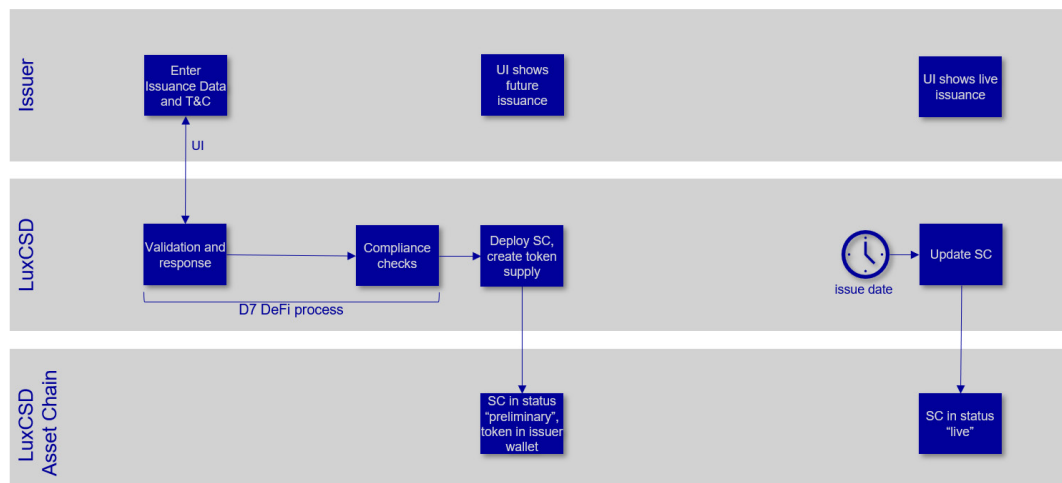 Issuer
Enter
Issuance Data
and T&C
UI shows
future
issuance
UI shows live
issuance
UI
LuxCSD
Validation and
response
Compliance
checks
Deploy SC,
create token
supply
Update SC
issue date
D7 DeFi process
LuxCSD
Asset Chain
SC in status
“preliminary”,
token in issuer
wallet
SC in status
“live”